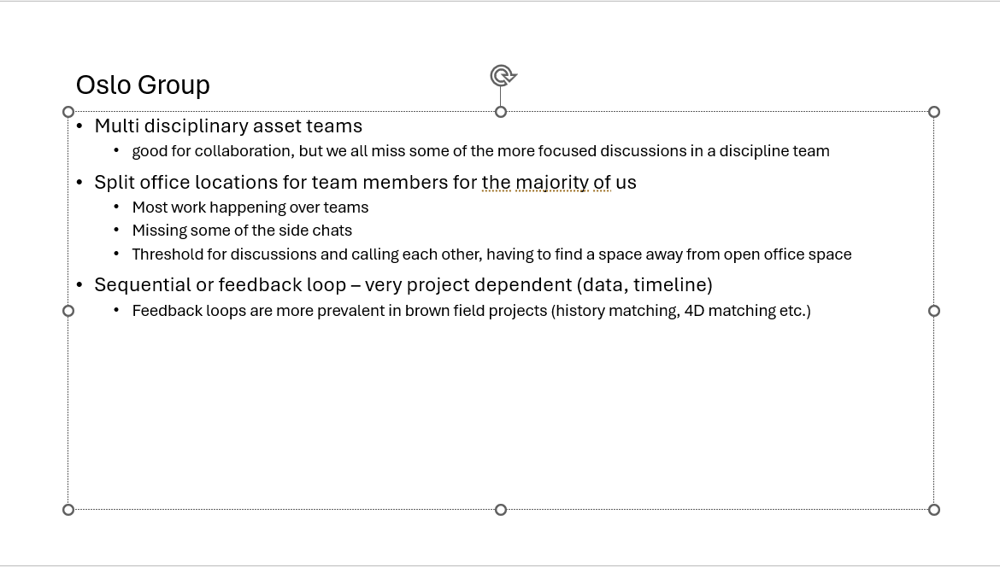 Oslo Group
• Multi disciplinary asset teams
• good for collaboration, but we all miss some of the more focused discussions in a discipline team
• Split office locations for team members for the majority of us
• Most work happening over teams
• Missing some of the side chats
• Threshold for discussions and calling each other, having to find a space away from open office space
• Sequential or feedback loop – very project dependent (data, timeline)
• Feedback loops are more prevalent in brown field projects (history matching, 4D matching etc.)